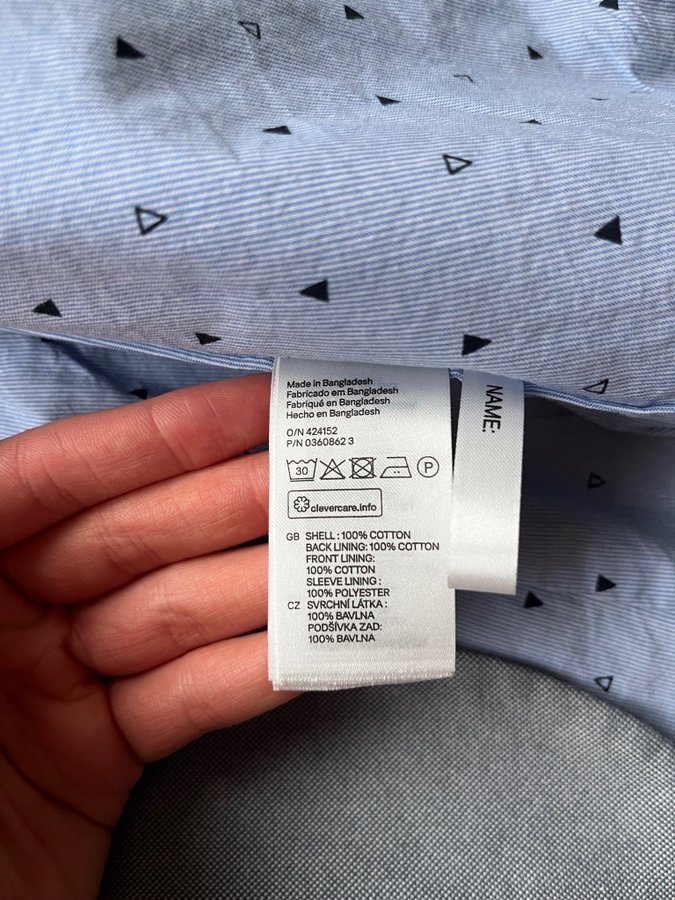 Made in Bangladesh
Fabricado em Bangladesh
Fabriqué en Bangladesh
Hecho en Bangladesh
O/N 424152
P/N 0360862 3
30
P
clevercare.info
GB SHELL : 100% COTTON
BACK LINING: 100% COTTON
FRONT LINING:
100% COTTON
SLEEVE LINING :
100% POLYESTER
CZ SVRCHNÍ LÁTKA :
100% BAVLNA
PODŠÍVKA ZAD:
100% BAVLNA
NAME: